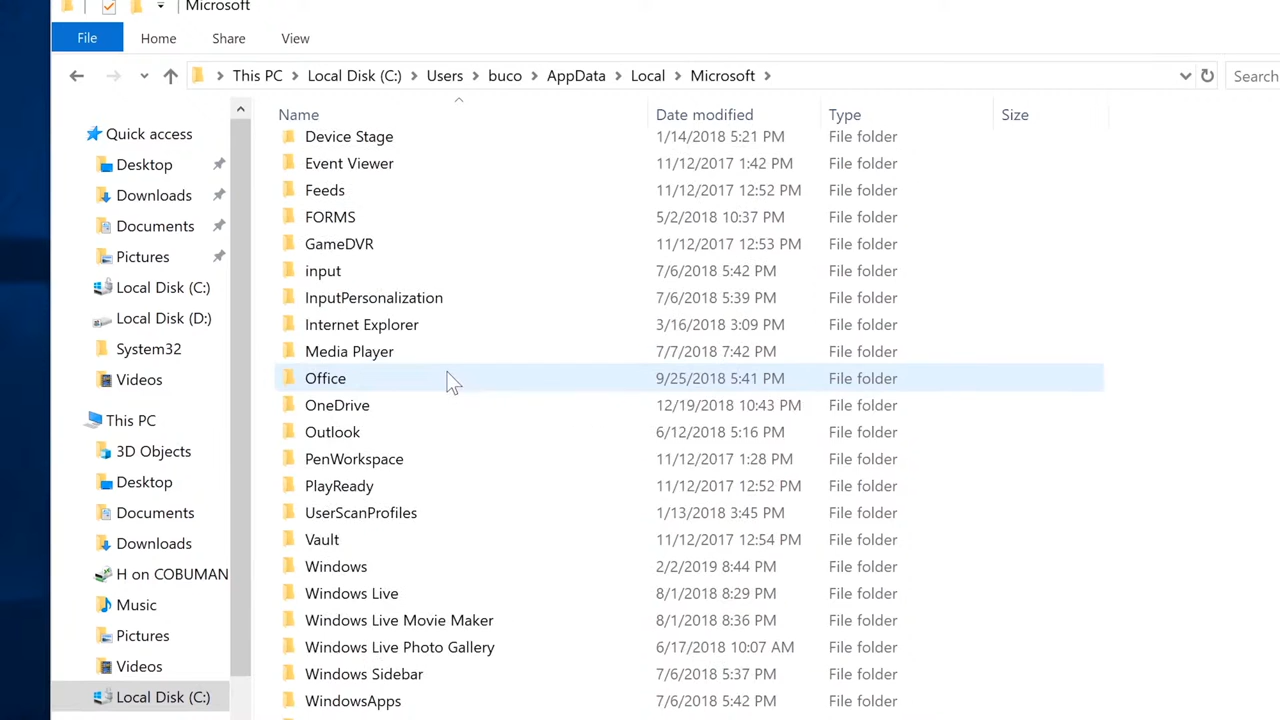 Microsoft
File Home Share View
This PC Local Disk (C:) Users buco AppData Local Microsoft Search
Name Date modified Type Size
Quick access
Desktop
Downloads
Documents
Pictures
Local Disk (C:)
Local Disk (D:)
System32
Videos
This PC
3D Objects
Desktop
Documents
Downloads
H on COBUMAN
Music
Pictures
Videos
Local Disk (C:)
Device Stage 1/14/2018 5:21 PM File folder
Event Viewer 11/12/2017 1:42 PM File folder
Feeds 11/12/2017 12:52 PM File folder
FORMS 5/2/2018 10:37 PM File folder
GameDVR 11/12/2017 12:53 PM File folder
input 7/6/2018 5:42 PM File folder
InputPersonalization 7/6/2018 5:39 PM File folder
Internet Explorer 3/16/2018 3:09 PM File folder
Media Player 7/7/2018 7:42 PM File folder
Office 9/25/2018 5:41 PM File folder
OneDrive 12/19/2018 10:43 PM File folder
Outlook 6/12/2018 5:16 PM File folder
PenWorkspace 11/12/2017 1:28 PM File folder
PlayReady 11/12/2017 12:52 PM File folder
UserScanProfiles 1/13/2018 3:45 PM File folder
Vault 11/12/2017 12:54 PM File folder
Windows 2/2/2019 8:44 PM File folder
Windows Live 8/1/2018 8:29 PM File folder
Windows Live Movie Maker 8/1/2018 8:36 PM File folder
Windows Live Photo Gallery 6/17/2018 10:07 AM File folder
Windows Sidebar 7/6/2018 5:37 PM File folder
WindowsApps 7/6/2018 5:42 PM File folder